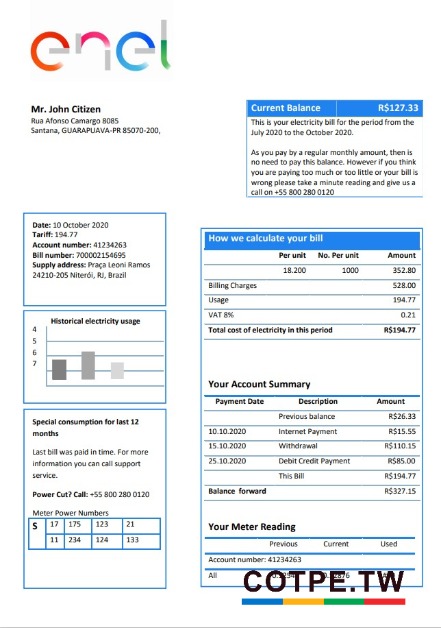 enel
Mr. John Citizen
Rua Afonso Camargo 8085
Santana, GUARAPUAVA-PR 85070-200,
Current Balance R$127.33
This is your electricity bill for the period from the
July 2020 to the October 2020.
As you pay by a regular monthly amount, then is
no need to pay this balance. However if you think
you are paying too much or too little or your bill is
wrong please take a minute reading and give us a
call on +55 800 280 0120
Date: 10 October 2020
Tariff: 194.77
Account number: 41234263
Bill number: 700002154695
Supply address: Praça Leoni Ramos
24210-205 Niterói, RJ, Brazil
Historical electricity usage
4
5
6
7
Special consumption for last 12
months
Last bill was paid in time. For more
information you can call support
service.
Power Cut? Call: +55 800 280 0120
Meter Power Numbers
S 17 175 123 21
11 234 124 133
How we calculate your bill
Per unit No. Per unit Amount
18.200 1000 352.80
Billing Charges 528.00
Usage 194.77
VAT 8% 0.21
Total cost of electricity in this period R$194.77
Your Account Summary
Payment Date Description Amount
Previous balance R$26.33
10.10.2020 Internet Payment R$15.55
15.10.2020 Withdrawal R$110.15
25.10.2020 Debit Credit Payment R$85.00
This Bill R$194.77
Balance forward R$327.15
Your Meter Reading
Previous Current Used
Account number: 41234263
All
COTPE.TW